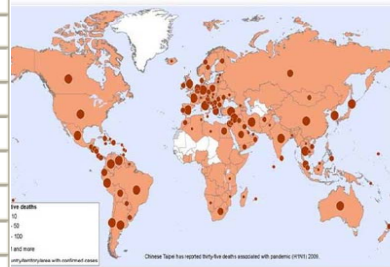 ive deaths
10
- 50
- 100
and more
untry/territory/area with confirmed cases
Chinese Taipei has reported thirty-five deaths associated with pandemic (H1N1) 2009.